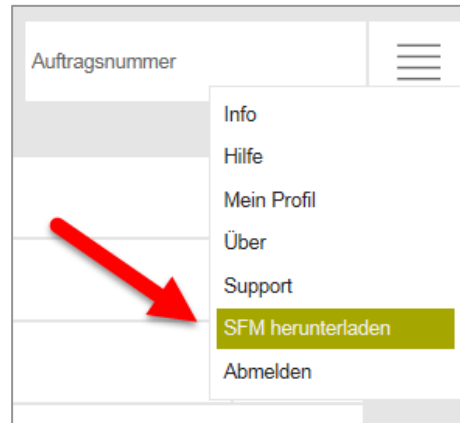 Auftragsnummer
Info
Hilfe
Mein Profil
Über
Support
SFM herunterladen
Abmelden